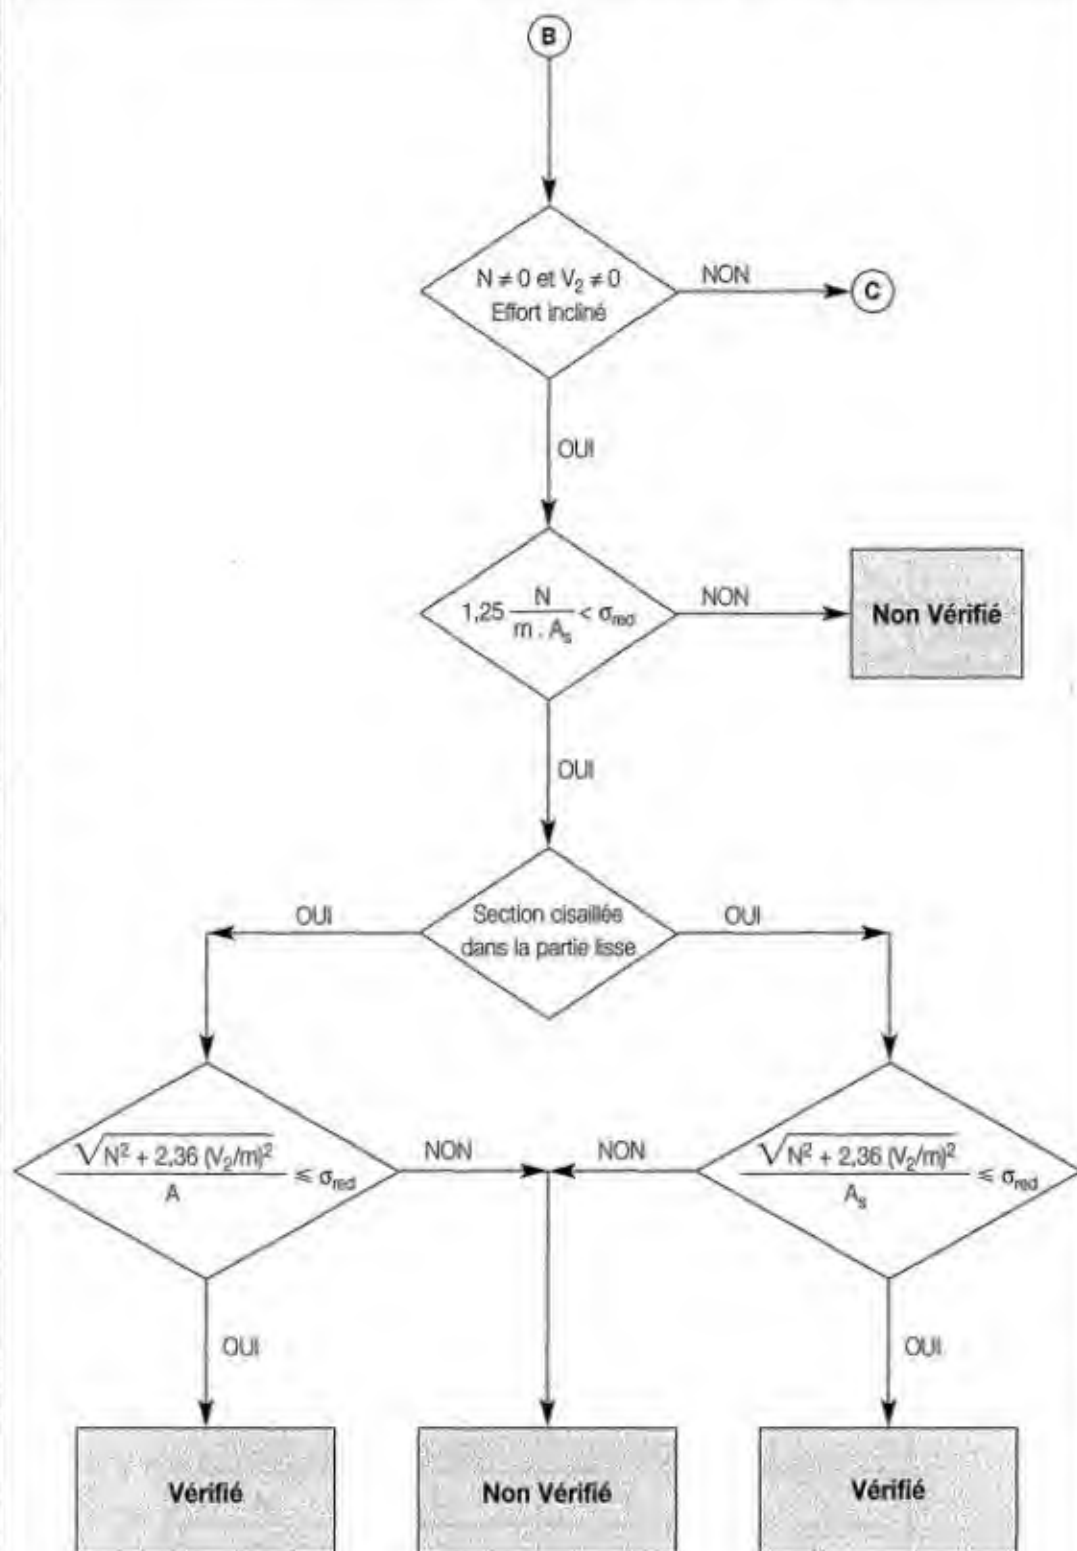 B
N ≠ 0 et V₂ ≠ 0
Effort incliné
NON
C
OUI
1,25 N / m . Aₛ < σred
NON
Non Vérifié
OUI
Section cisaillée
dans la partie lisse
OUI
OUI
√N² + 2,36 (V₂/m)² / A ≤ σred
NON
NON
√N² + 2,36 (V₂/m)² / Aₛ ≤ σred
OUI
OUI
Vérifié
Non Vérifié
Vérifié